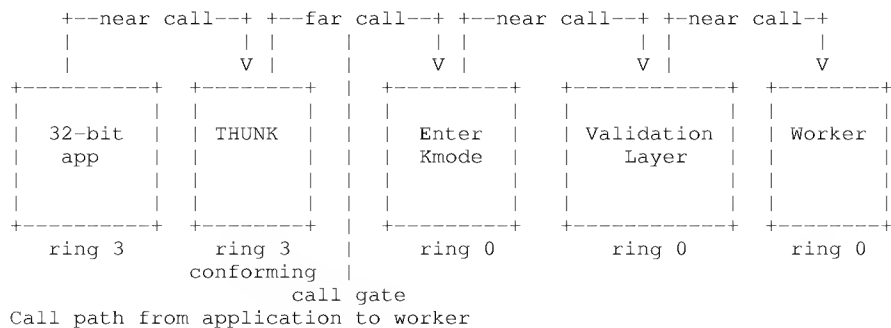 near call far call near call near call
32-bit THUNK Enter Validation Worker
app Kmode Layer
ring 3 ring 3 ring 0 ring 0 ring 0
conforming
call gate
Call path from application to worker